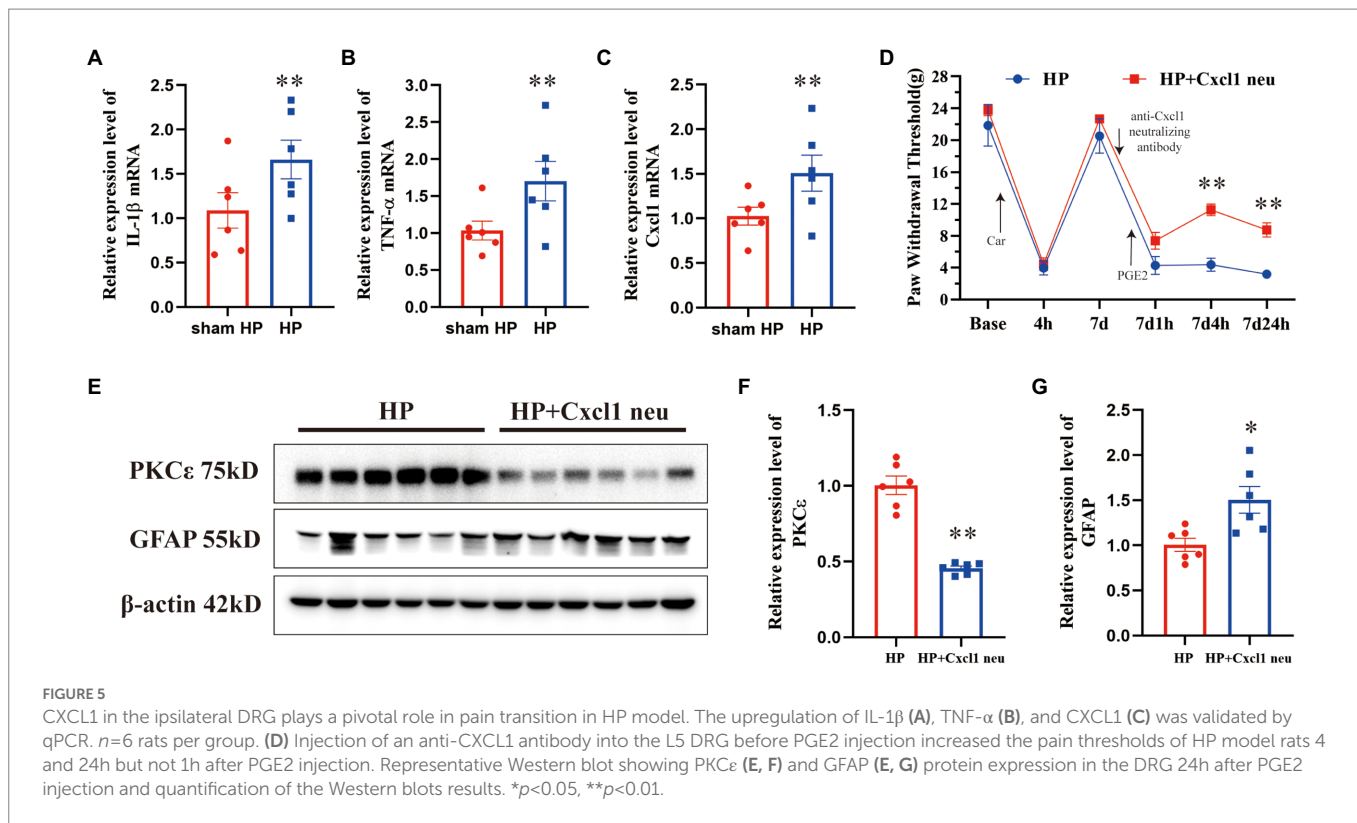 A
B
C
D
Relative expression level of
IL-1β mRNA
2.5
2.0
1.5
1.0
0.5
0.0
**
sham HP
HP
Relative expression level of
TNF-α mRNA
3.0
2.5
2.0
1.5
1.0
0.5
0.0
**
sham HP
HP
Relative expression level of
Cxcl1 mRNA
2.5
2.0
1.5
1.0
0.5
0.0
**
sham HP
HP
HP
HP+Cxcl1 neu
Paw Withdrawal Threshold(g)
28
24
20
16
12
8
4
0
Car
anti-Cxcl1
neutralizing
antibody
PGE2
**
**
Base
4h
7d
7d1h
7d4h
7d24h
E
HP
HP+Cxcl1 neu
PKCε 75kD
GFAP 55kD
β-actin 42kD
F
Relative expression level of
PKCε
1.5
1.0
0.5
0.0
**
HP
HP+Cxcl1 neu
G
Relative expression level of
GFAP
2.5
2.0
1.5
1.0
0.5
0.0
*
HP
HP+Cxcl1 neu
FIGURE 5
CXCL1 in the ipsilateral DRG plays a pivotal role in pain transition in HP model. The upregulation of IL-1β (A), TNF-α (B), and CXCL1 (C) was validated by
qPCR. n=6 rats per group. (D) Injection of an anti-CXCL1 antibody into the L5 DRG before PGE2 injection increased the pain thresholds of HP model rats 4
and 24h but not 1h after PGE2 injection. Representative Western blot showing PKCε (E, F) and GFAP (E, G) protein expression in the DRG 24h after PGE2
injection and quantification of the Western blots results. *p<0.05, **p<0.01.